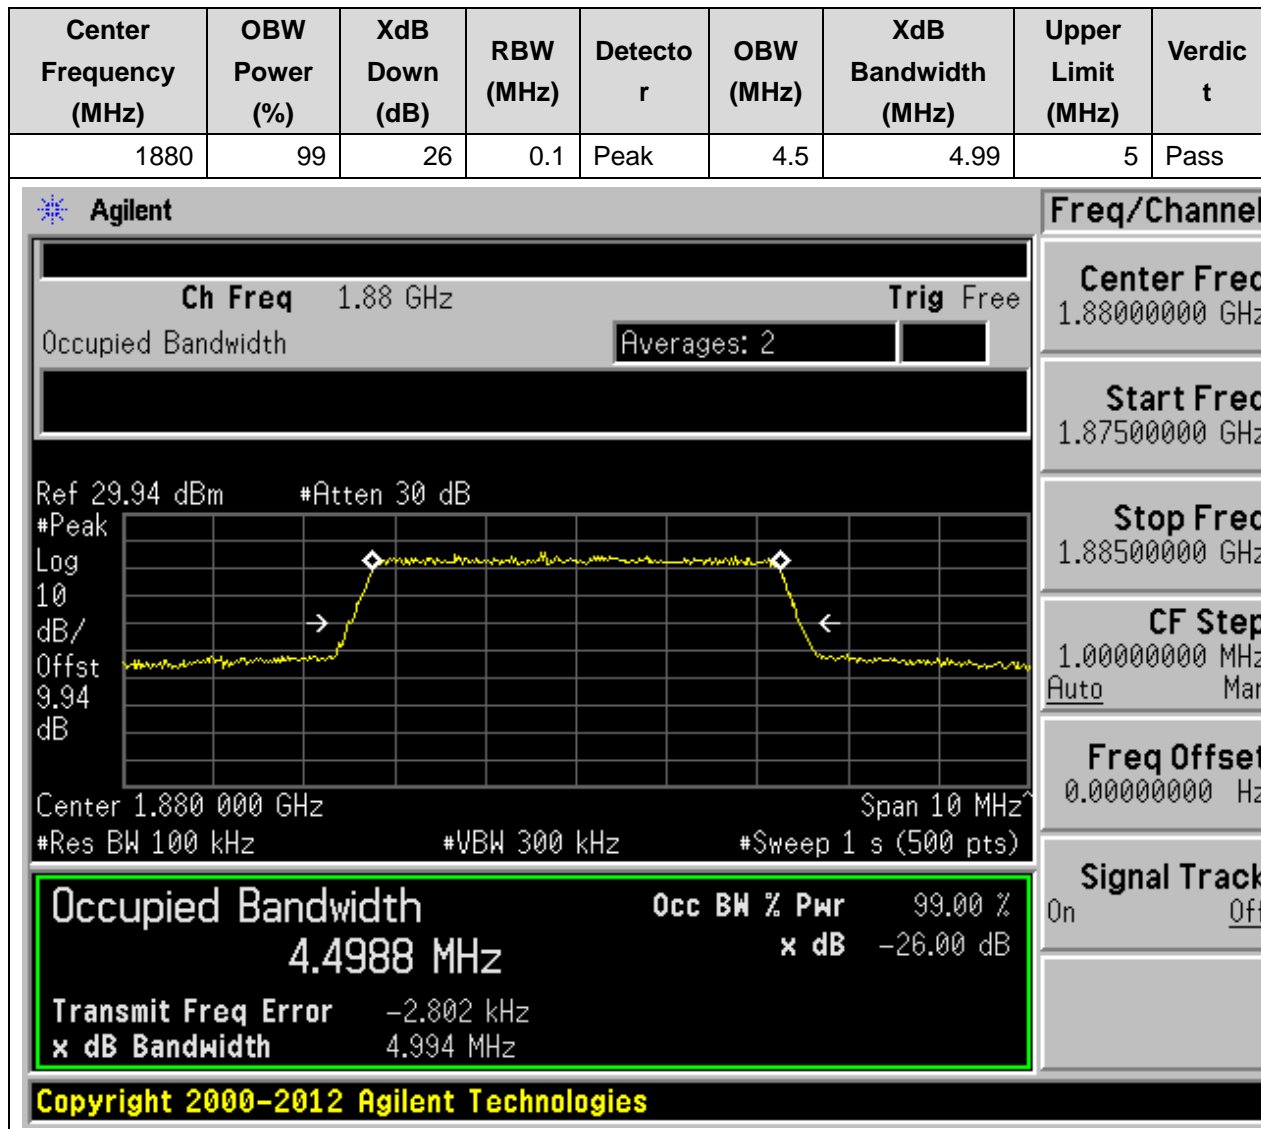 Center Frequency (MHz) OBW Power (%) XdB Down (dB) RBW (MHz) Detecto r OBW (MHz) XdB Bandwidth (MHz) Upper Limit (MHz) Verdic t
1880 99 26 0.1 Peak 4.5 4.99 5 Pass
Agilent
Freq/Channel
Ch Freq 1.88 GHz Trig Free
Occupied Bandwidth Averages: 2
Center Freq
1.88000000 GHz
Start Freq
1.87500000 GHz
Stop Freq
1.88500000 GHz
CF Step
1.00000000 MHz
Auto Man
Freq Offset
0.00000000 Hz
Signal Track
On Off
Ref 29.94 dBm #Atten 30 dB
#Peak
Log
10
dB/
Offst
9.94
dB
Center 1.880 000 GHz Span 10 MHz^
#Res BW 100 kHz #VBW 300 kHz #Sweep 1 s (500 pts)
Occupied Bandwidth Occ BW % Pwr 99.00 %
4.4988 MHz x dB -26.00 dB
Transmit Freq Error -2.802 kHz
x dB Bandwidth 4.994 MHz
Copyright 2000-2012 Agilent Technologies